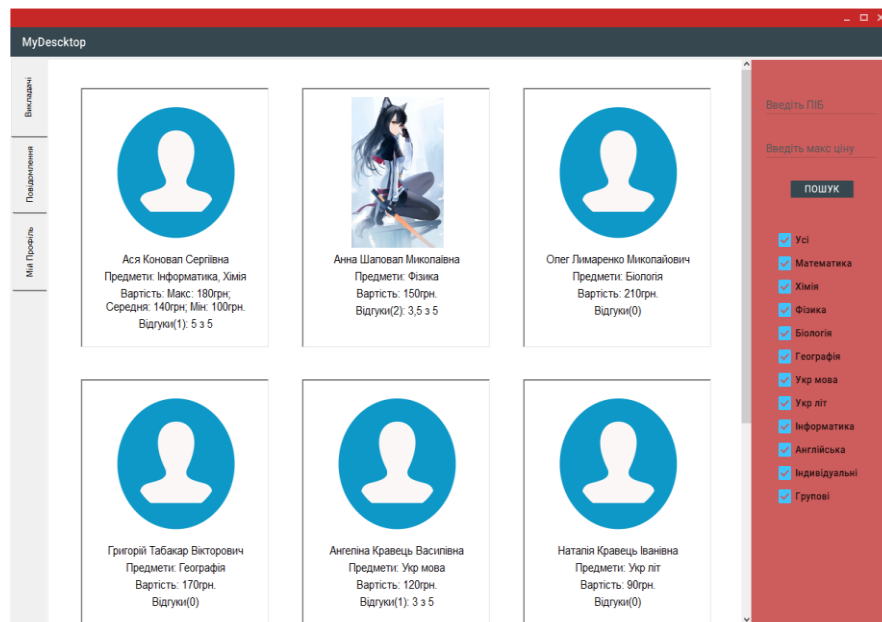 MyDescktop
Викладачі
Повідомлення
Мій Профіль
Ася Коновал Сергіївна
Предмети: Інформатика, Хімія
Вартість: Макс: 180грн;
Середня: 140грн; Мін: 100грн.
Відгуки(1): 5 з 5
Анна Шаповал Миколаївна
Предмети: Фізика
Вартість: 150грн.
Відгуки(2): 3,5 з 5
Олег Лимаренко Миколайович
Предмети: Біологія
Вартість: 210грн.
Відгуки(0)
Григорій Табакар Вікторович
Предмети: Географія
Вартість: 170грн.
Відгуки(0)
Ангеліна Кравець Василівна
Предмети: Укр мова
Вартість: 120грн.
Відгуки(1): 3 з 5
Наталія Кравець Іванівна
Предмети: Укр літ
Вартість: 90грн.
Відгуки(0)
Введіть ПІБ
Введіть макс ціну
ПОШУК
Усі
Математика
Хімія
Фізика
Біологія
Географія
Укр мова
Укр літ
Інформатика
Англійська
Індивідуальні
Групові